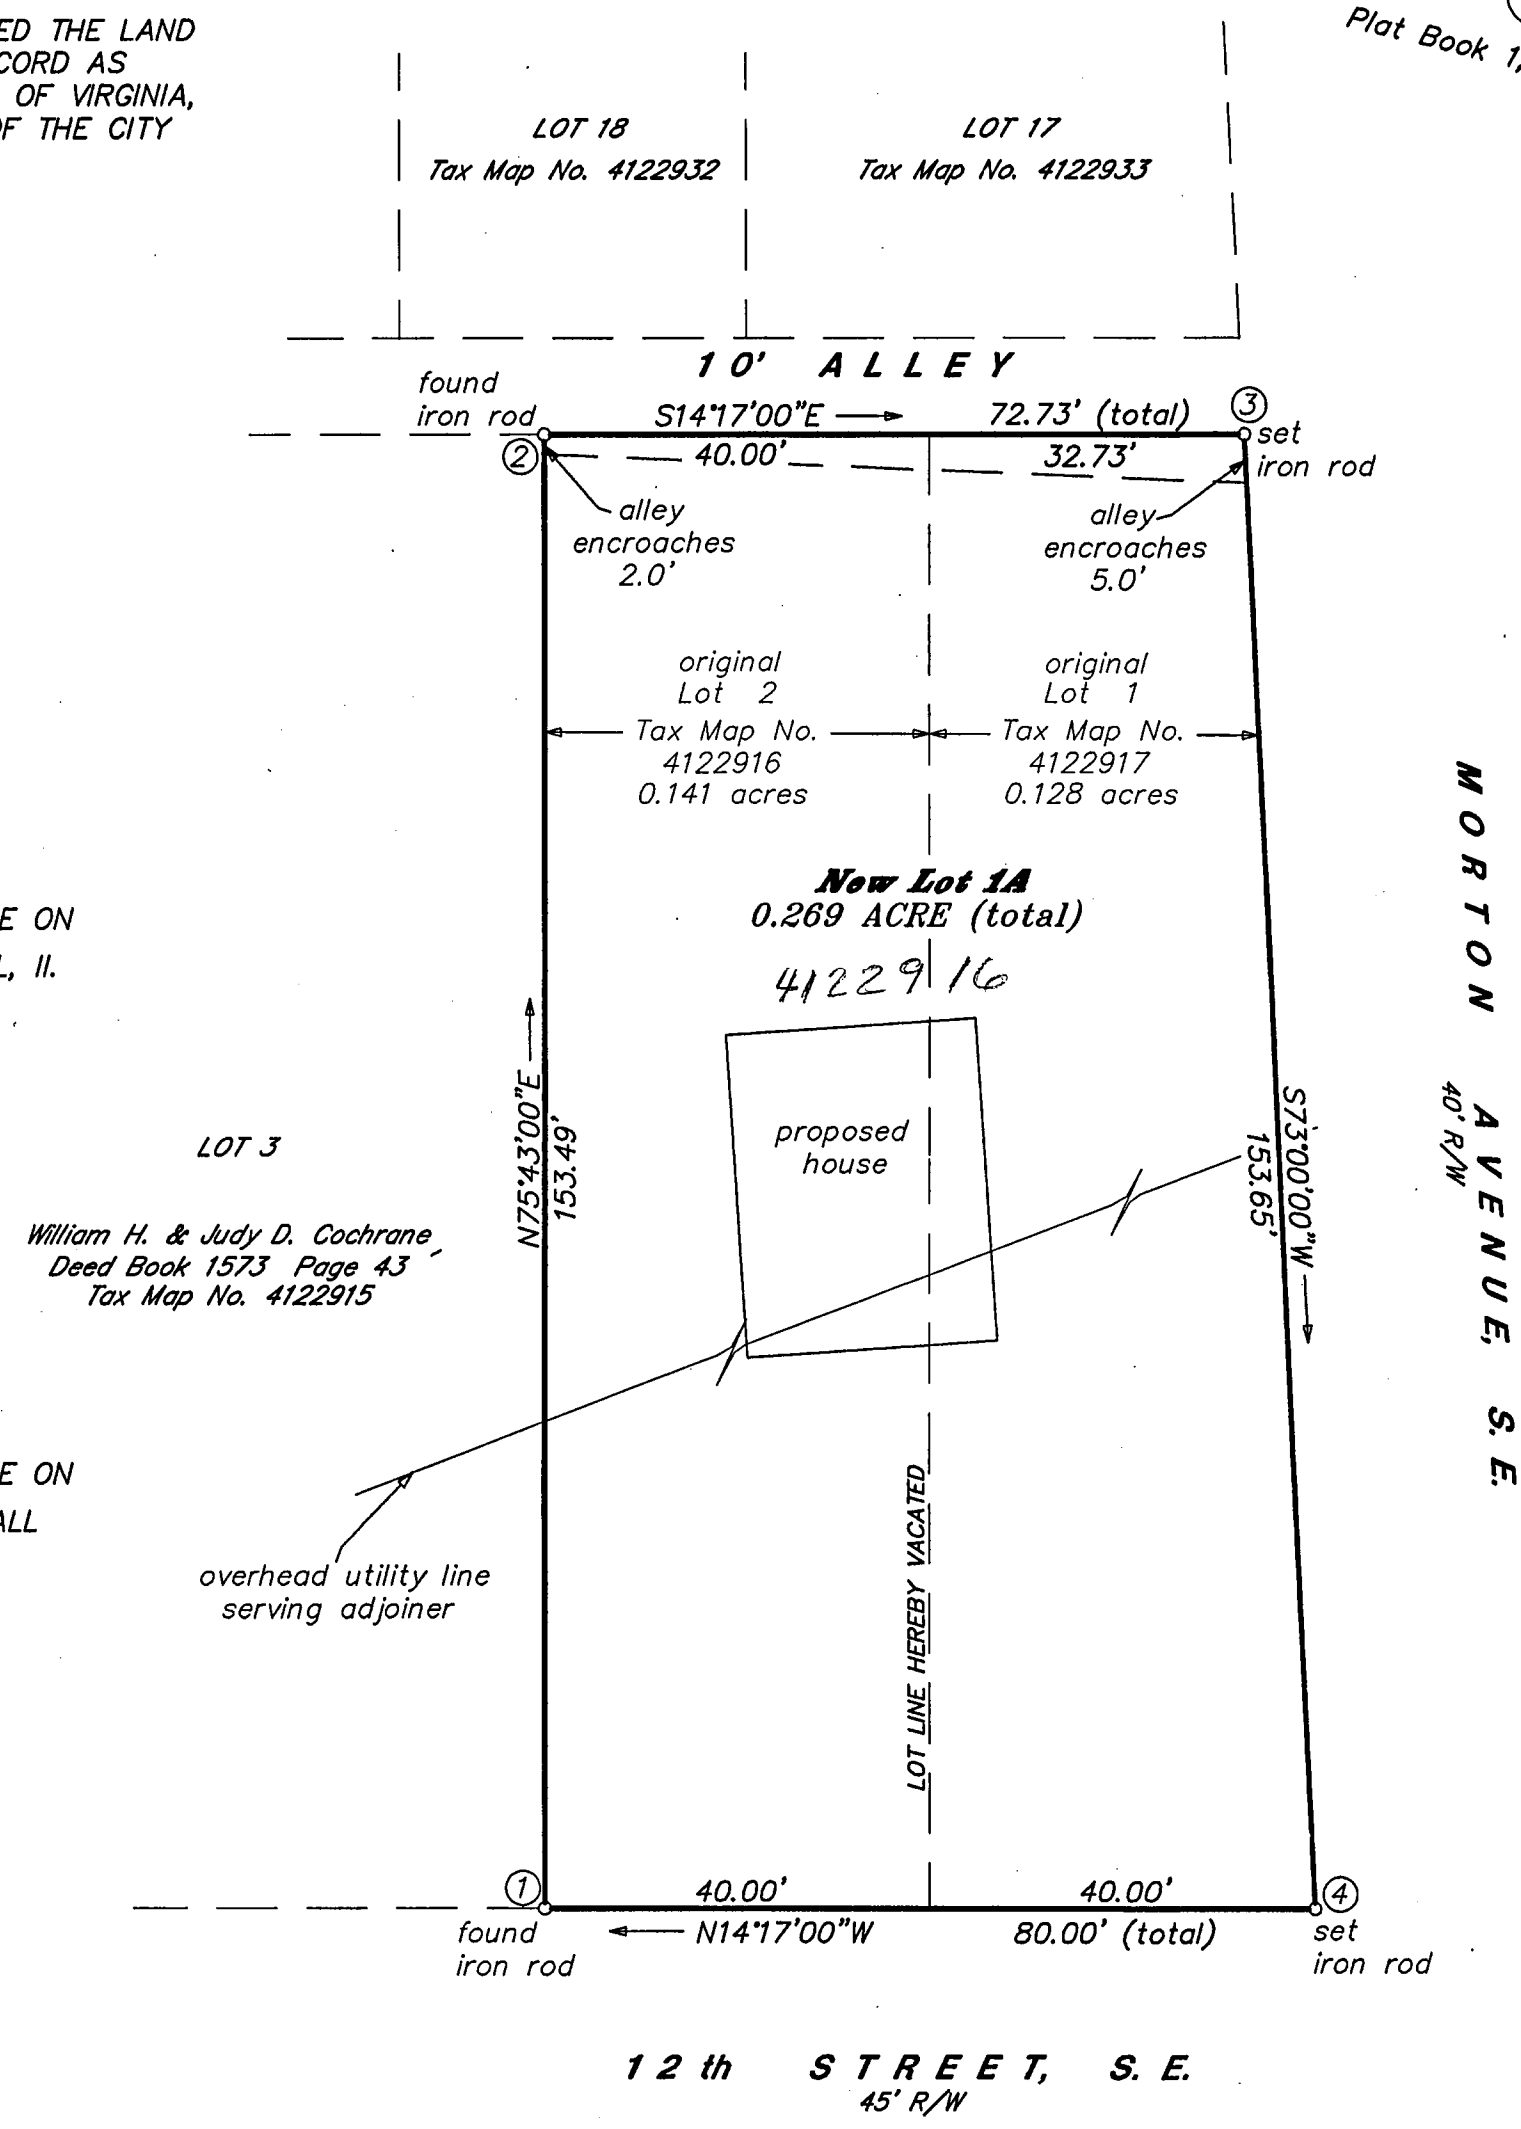 ED THE LAND
CORD AS
OF VIRGINIA,
OF THE CITY
Plat Book 1,
LOT 18
Tax Map No. 4122932
LOT 17
Tax Map No. 4122933
10' ALLEY
found
iron rod
S14°17'00"E
72.73' (total)
3
set
iron rod
2
40.00'
32.73'
alley
encroaches
2.0'
alley
encroaches
5.0'
original
Lot 2
Tax Map No.
4122916
0.141 acres
original
Lot 1
Tax Map No.
4122917
0.128 acres
New Lot 1A
0.269 ACRE (total)
4122916
E ON
L, II.
MORTON AVENUE, S.E.
40' R/W
N75°43'00"E
153.49'
proposed
house
S73°00'00"W
153.65'
LOT 3
William H. & Judy D. Cochrane
Deed Book 1573 Page 43
Tax Map No. 4122915
E ON
ALL
overhead utility line
serving adjoiner
LOT LINE HEREBY VACATED
1
40.00'
40.00'
4
found
iron rod
N14°17'00"W
80.00' (total)
set
iron rod
12th STREET, S.E.
45' R/W